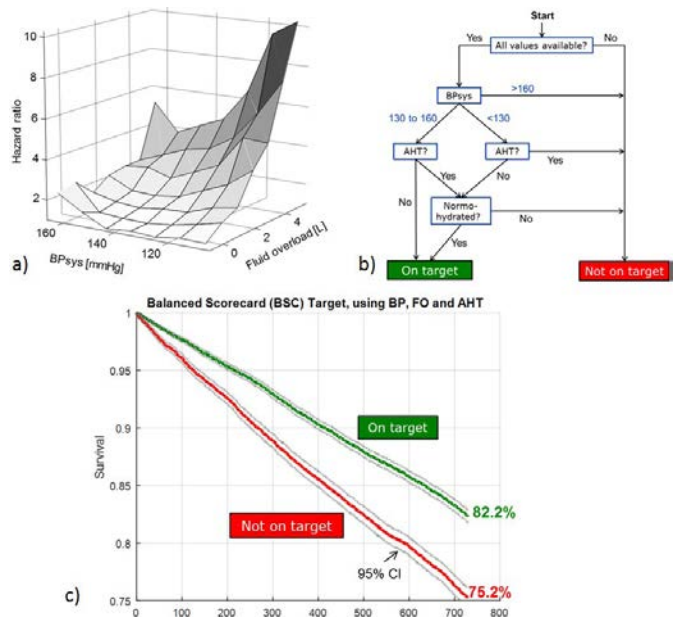 a)
Hazard ratio
10
8
6
4
2
160
140
120
BPsys [mmHg]
0
2
4
Fluid overload [L]
b)
Start
All values available?
Yes
No
BPsys
>160
130 to 160
<130
AHT?
AHT?
Yes
Yes
No
No
Normo-
hydrated?
No
Yes
On target
Not on target
c)
Balanced Scorecard (BSC) Target, using BP, FO and AHT
Survival
1
0.95
0.9
0.85
0.8
0.75
On target
Not on target
95% CI
82.2%
75.2%
0 100 200 300 400 500 600 700 800